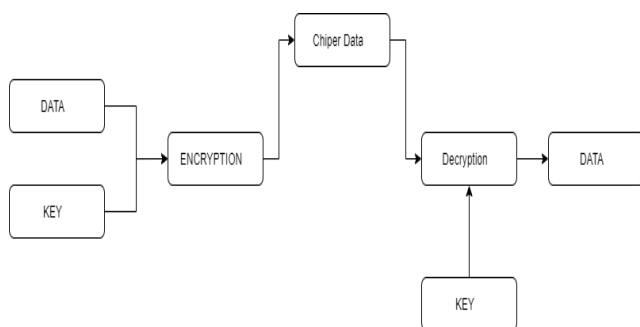 Chiper Data
DATA
ENCRYPTION
Decryption
DATA
KEY
KEY